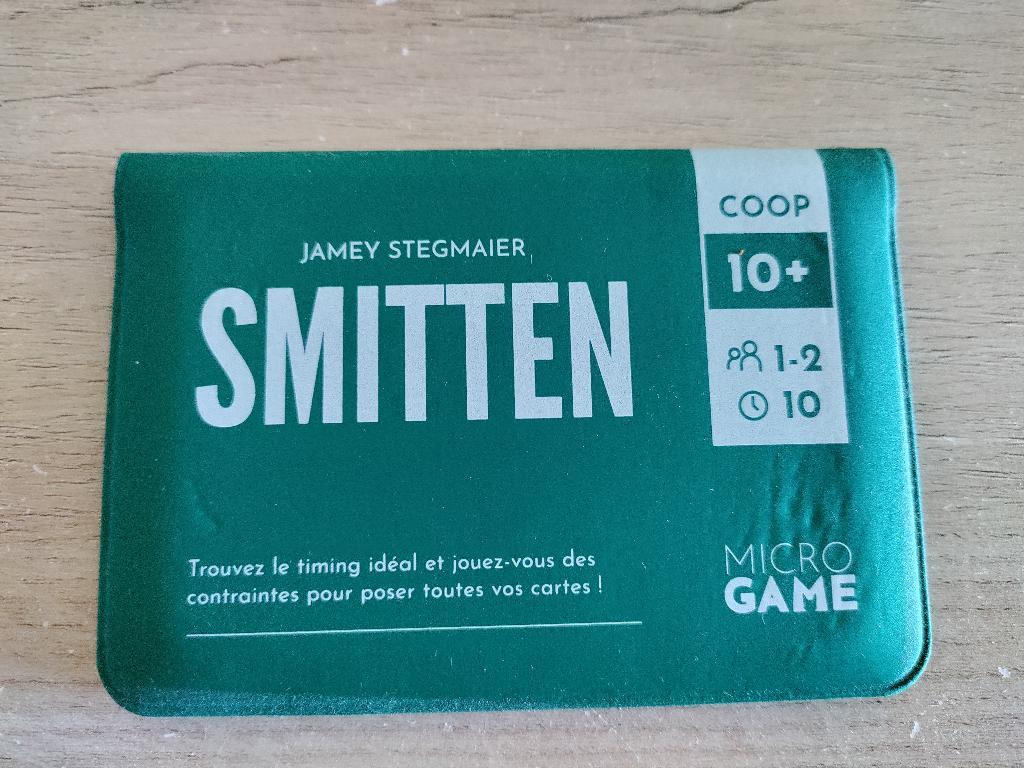 JAMEY STEGMAIER
SMITTEN
COOP
10+
1-2
10
Trouvez le timing idéal et jouez-vous des
contraintes pour poser toutes vos cartes !
MICRO
GAME